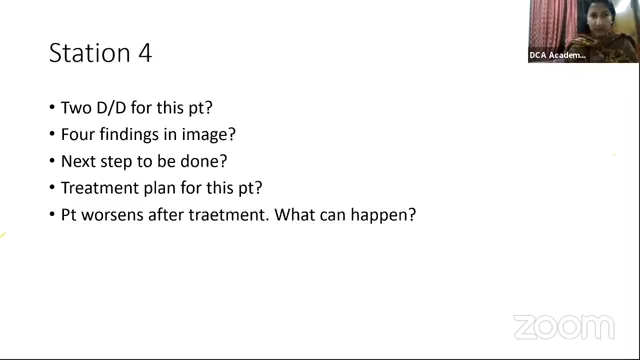 DCA Academ...
Station 4
• Two D/D for this pt?
• Four findings in image?
• Next step to be done?
• Treatment plan for this pt?
• Pt worsens after traetment. What can happen?
zoom